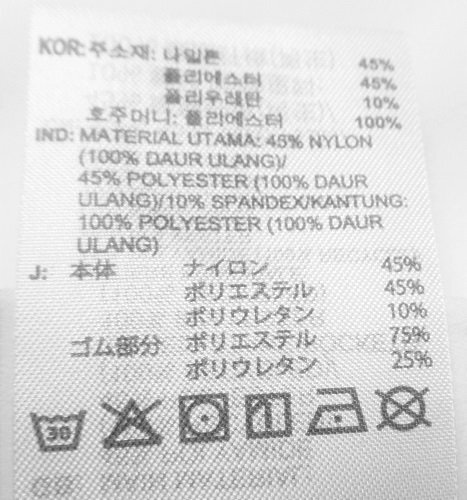 KOR: 주소재: 나일론 45%
폴리에스터 45%
폴리우레탄 10%
호주머니: 폴리에스터 100%
IND: MATERIAL UTAMA: 45% NYLON
(100% DAUR ULANG)/
45% POLYESTER (100% DAUR
ULANG)/10% SPANDEX/KANTUNG:
100% POLYESTER (100% DAUR
ULANG)
J: 本体 ナイロン 45%
ポリエステル 45%
ポリウレタン 10%
ゴム部分 ポリエステル 75%
ポリウレタン 25%
30